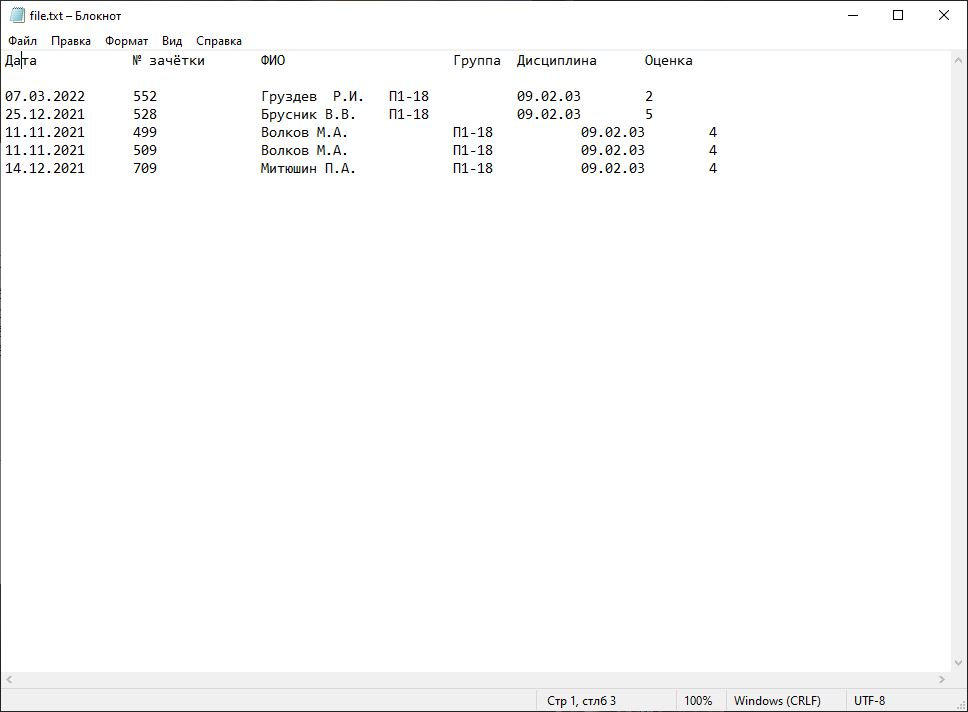 file.txt – Блокнот
Файл Правка Формат Вид Справка
Дата № зачётки ФИО Группа Дисциплина Оценка
07.03.2022 552 Груздев  Р.И. П1-18 09.02.03 2
25.12.2021 528 Брусник В.В. П1-18 09.02.03 5
11.11.2021 499 Волков М.А. П1-18 09.02.03 4
11.11.2021 509 Волков М.А. П1-18 09.02.03 4
14.12.2021 709 Митюшин П.А. П1-18 09.02.03 4
Стр 1, стлб 3 100% Windows (CRLF) UTF-8